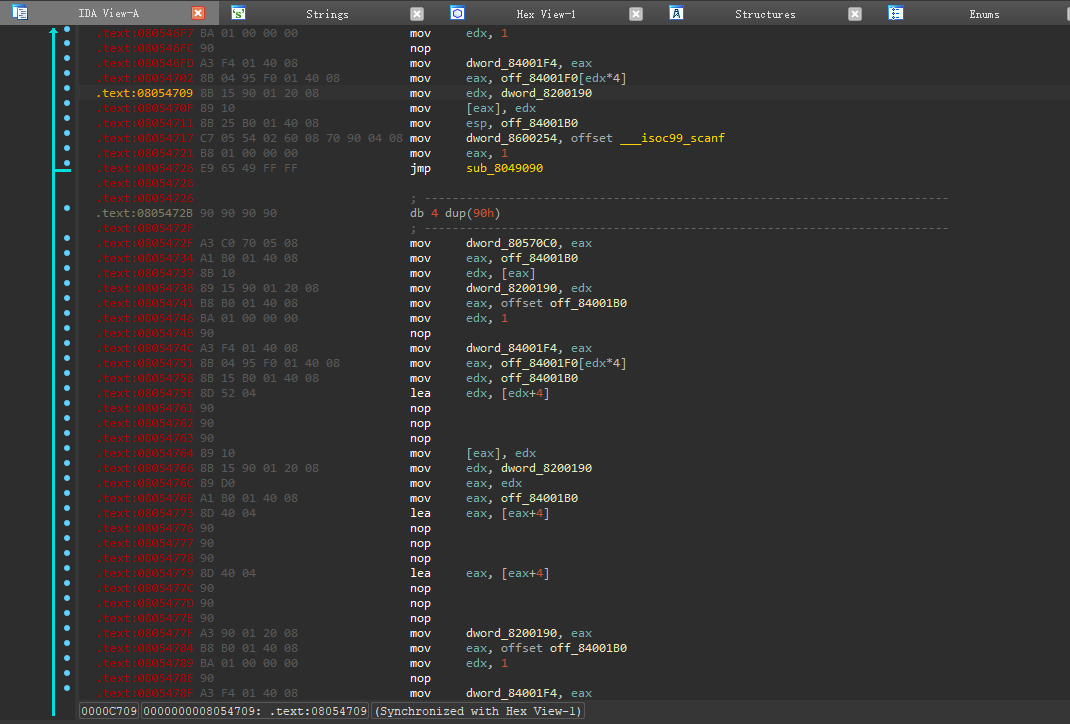 IDA View-A Strings Hex View-1 Structures Enums
.text:080546F7 BA 01 00 00 00 mov edx, 1
.text:080546FC 90 nop
.text:080546FD A3 F4 01 40 08 mov dword_84001F4, eax
.text:08054702 8B 04 95 F0 01 40 08 mov eax, off_84001F0[edx*4]
.text:08054709 8B 15 90 01 20 08 mov edx, dword_8200190
.text:0805470F 89 10 mov [eax], edx
.text:08054711 8B 25 B0 01 40 08 mov esp, off_84001B0
.text:08054717 C7 05 54 02 60 08 70 90 04 08 mov dword_8600254, offset ___isoc99_scanf
.text:08054721 B8 01 00 00 00 mov eax, 1
.text:08054726 E9 65 49 FF FF jmp sub_8049090
.text:08054726
.text:08054726 ; ---------------------------------------------------------------------------
.text:0805472B 90 90 90 90 db 4 dup(90h)
.text:0805472F ; ---------------------------------------------------------------------------
.text:0805472F A3 C0 70 05 08 mov dword_80570C0, eax
.text:08054734 A1 B0 01 40 08 mov eax, off_84001B0
.text:08054739 8B 10 mov edx, [eax]
.text:0805473B 89 15 90 01 20 08 mov dword_8200190, edx
.text:08054741 B8 B0 01 40 08 mov eax, offset off_84001B0
.text:08054746 BA 01 00 00 00 mov edx, 1
.text:0805474B 90 nop
.text:0805474C A3 F4 01 40 08 mov dword_84001F4, eax
.text:08054751 8B 04 95 F0 01 40 08 mov eax, off_84001F0[edx*4]
.text:08054758 8B 15 B0 01 40 08 mov edx, off_84001B0
.text:0805475E 8D 52 04 lea edx, [edx+4]
.text:08054761 90 nop
.text:08054762 90 nop
.text:08054763 90 nop
.text:08054764 89 10 mov [eax], edx
.text:08054766 8B 15 90 01 20 08 mov edx, dword_8200190
.text:0805476C 89 D0 mov eax, edx
.text:0805476E A1 B0 01 40 08 mov eax, off_84001B0
.text:08054773 8D 40 04 lea eax, [eax+4]
.text:08054776 90 nop
.text:08054777 90 nop
.text:08054778 90 nop
.text:08054779 8D 40 04 lea eax, [eax+4]
.text:0805477C 90 nop
.text:0805477D 90 nop
.text:0805477E 90 nop
.text:0805477F A3 90 01 20 08 mov dword_8200190, eax
.text:08054784 B8 B0 01 40 08 mov eax, offset off_84001B0
.text:08054789 BA 01 00 00 00 mov edx, 1
.text:0805478E 90 nop
.text:0805478F A3 F4 01 40 08 mov dword_84001F4, eax
0000C709 0000000008054709: .text:08054709 (Synchronized with Hex View-1)